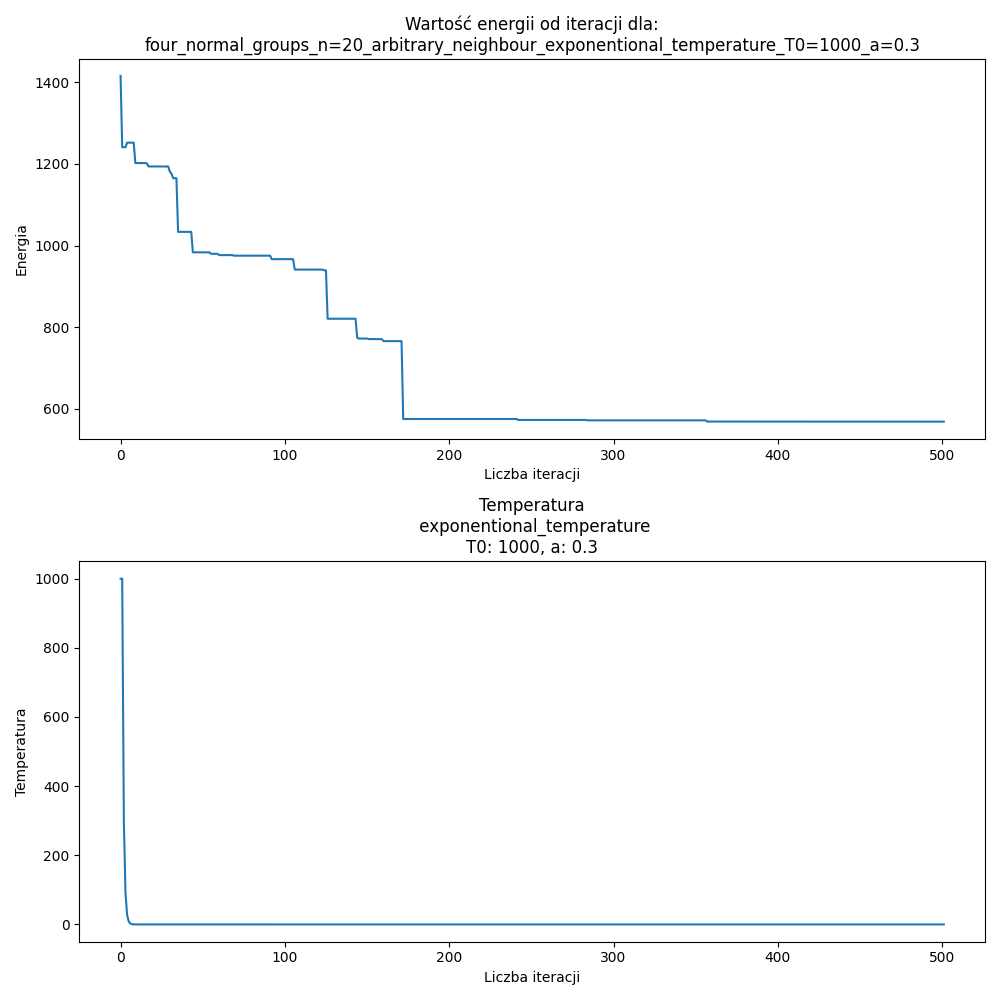 Wartość energii od iteracji dla:
four_normal_groups_n=20_arbitrary_neighbour_exponentional_temperature_T0=1000_a=0.3
1400
1200
1000
800
600
Energia
0 100 200 300 400 500
Liczba iteracji
Temperatura
exponentional_temperature
T0: 1000, a: 0.3
1000
800
600
400
200
0
Temperatura
0 100 200 300 400 500
Liczba iteracji